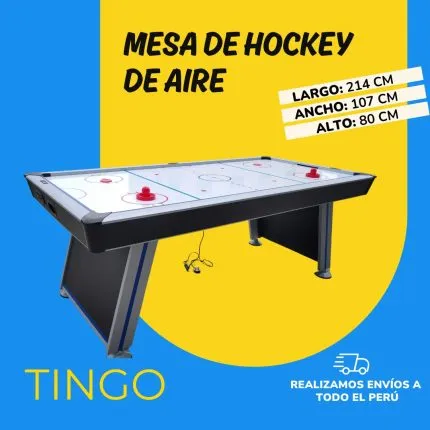 MESA DE HOCKEY
DE AIRE
LARGO: 214 CM
ANCHO: 107 CM
ALTO: 80 CM
TINGO
REALIZAMOS ENVÍOS A
TODO EL PERÚ